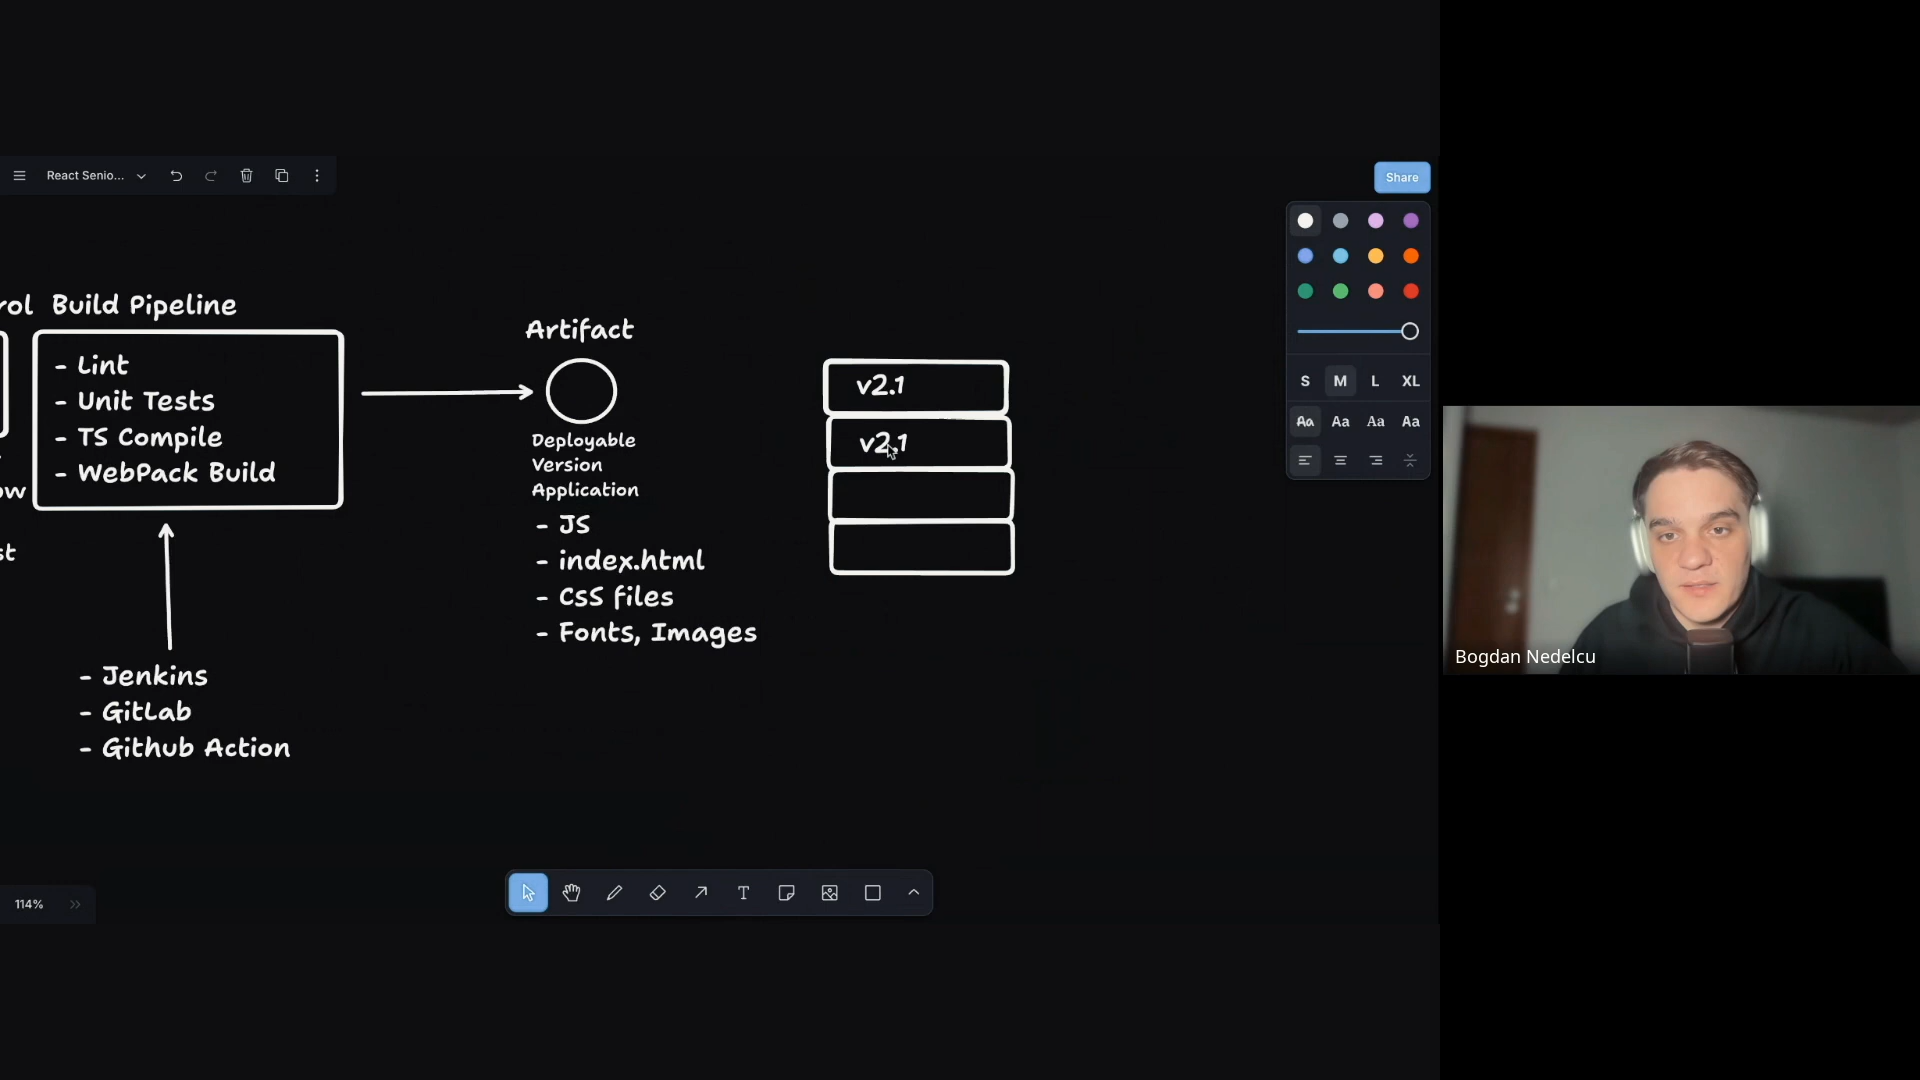 React Senio...
Share
rol
Build Pipeline
- Lint
- Unit Tests
- TS Compile
- WebPack Build
ow
st
- Jenkins
- GitLab
- Github Action
Artifact
Deployable
Version
Application
- JS
- index.html
- CSS files
- Fonts, Images
v2.1
v2.1
S M L XL
Aa Aa Aa Aa
114%
T
Bogdan Nedelcu